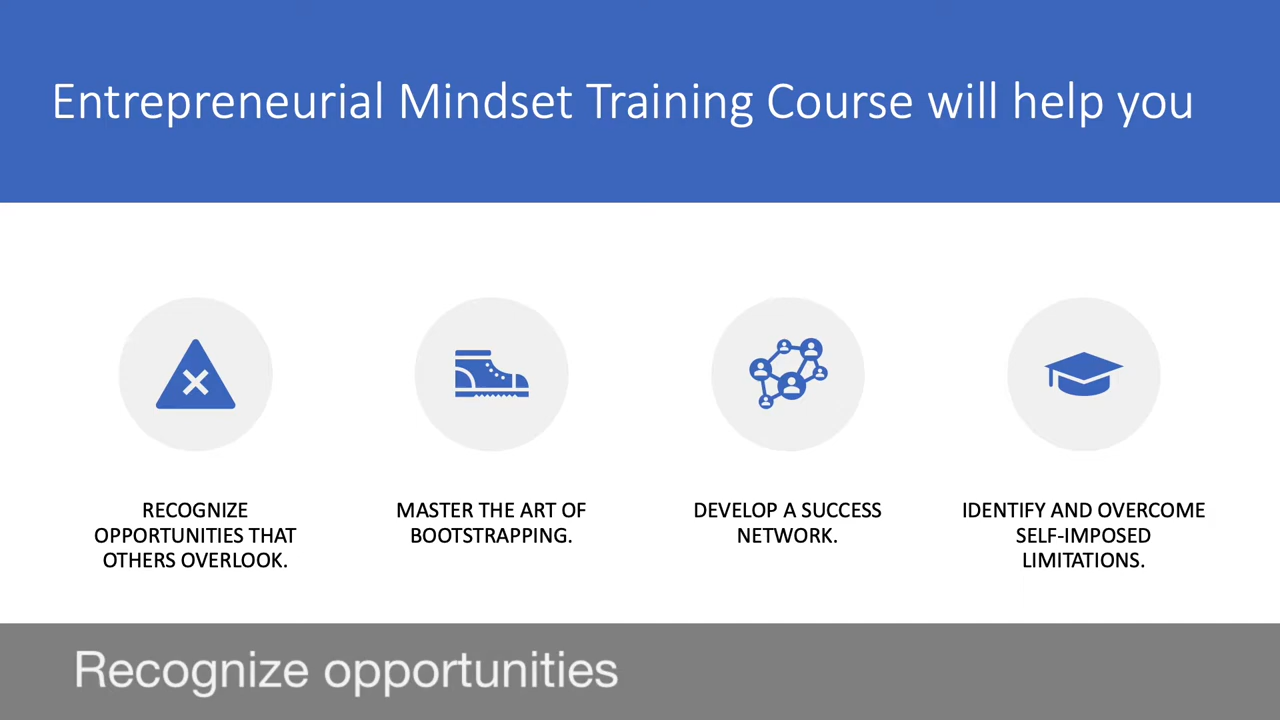 Entrepreneurial Mindset Training Course will help you
RECOGNIZE
OPPORTUNITIES THAT
OTHERS OVERLOOK.
MASTER THE ART OF
BOOTSTRAPPING.
DEVELOP A SUCCESS
NETWORK.
IDENTIFY AND OVERCOME
SELF-IMPOSED
LIMITATIONS.
Recognize opportunities